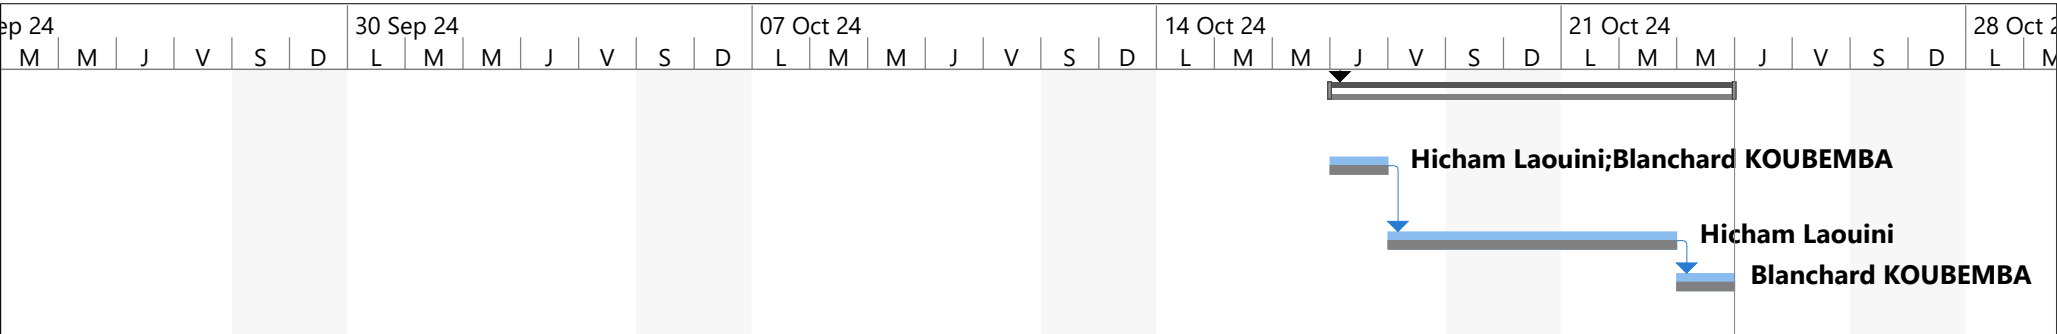 ep 24 30 Sep 24 07 Oct 24 14 Oct 24 21 Oct 24 28 Oct 2
M M J V S D L M M J V S D L M M J V S D L M M J V S D L M M J V S D L M
Hicham Laouini;Blanchard KOUBEMBA
Hicham Laouini
Blanchard KOUBEMBA